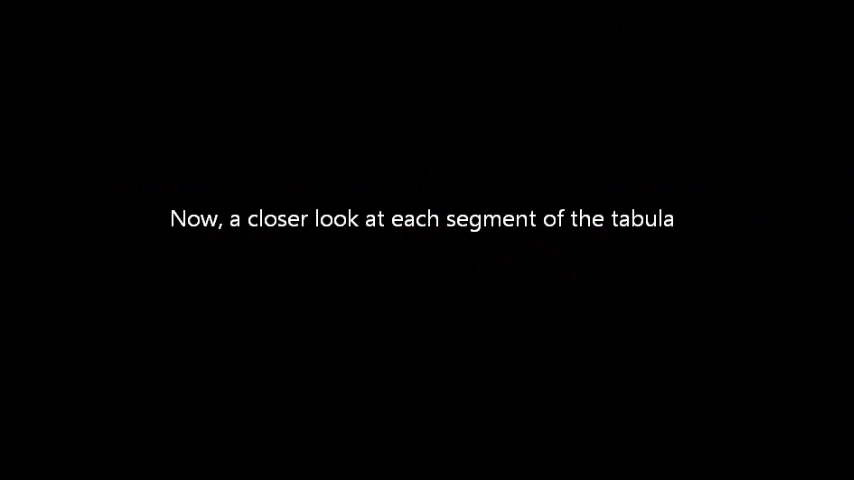 Now, a closer look at each segment of the tabula